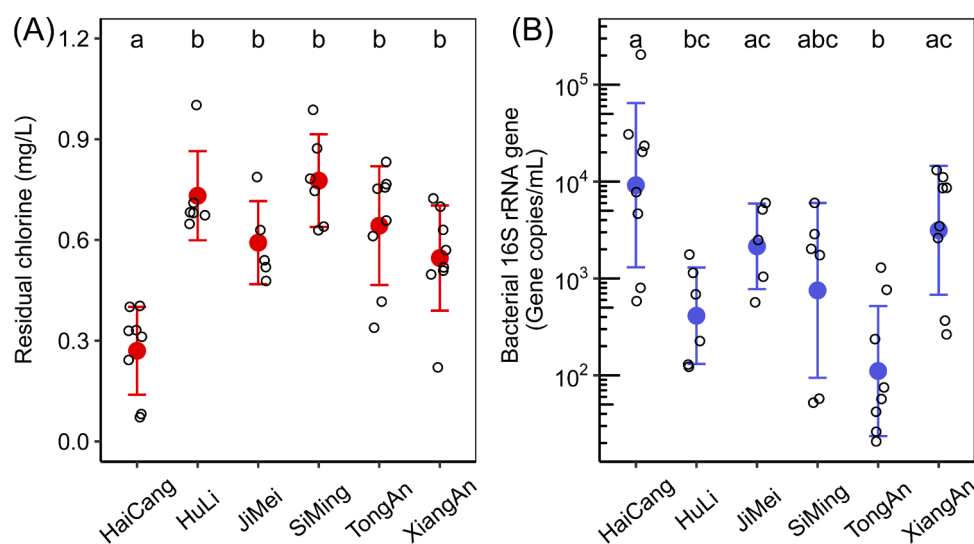 (A)
Residual chlorine (mg/L)
1.2
0.9
0.6
0.3
0.0
a b b b b b
HaiCang HuLi JiMei SiMing TongAn XiangAn
(B)
Bacterial 16S rRNA gene
(Gene copies/mL)
10^5
10^4
10^3
10^2
a bc ac abc b ac
HaiCang HuLi JiMei SiMing TongAn XiangAn